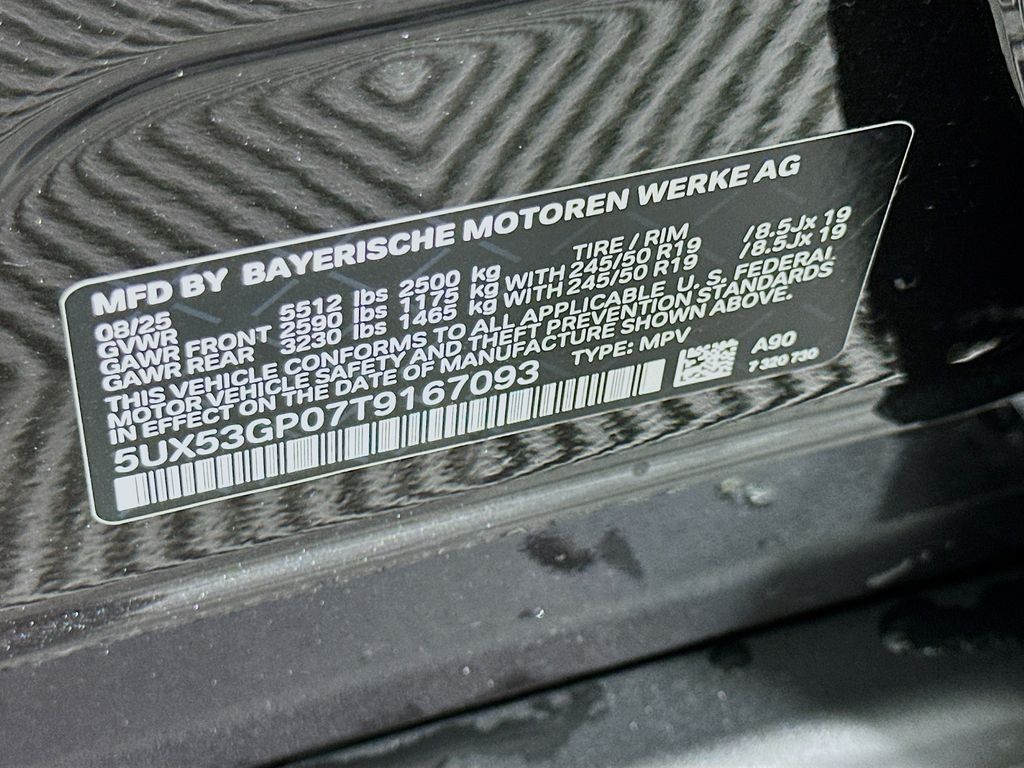 MFD BY BAYERISCHE MOTOREN WERKE AG
08/25 TIRE / RIM
GVWR 5512 lbs 2500 kg
GAWR FRONT 2590 lbs 1175 kg WITH 245/50 R19 /8.5Jx 19
GAWR REAR 3230 lbs 1465 kg WITH 245/50 R19 /8.5Jx 19
THIS VEHICLE CONFORMS TO ALL APPLICABLE U. S. FEDERAL
MOTOR VEHICLE SAFETY AND THEFT PREVENTION STANDARDS
IN EFFECT ON THE DATE OF MANUFACTURE SHOWN ABOVE.
5UX53GP07T9167093 TYPE: MPV
A90
7 320 730